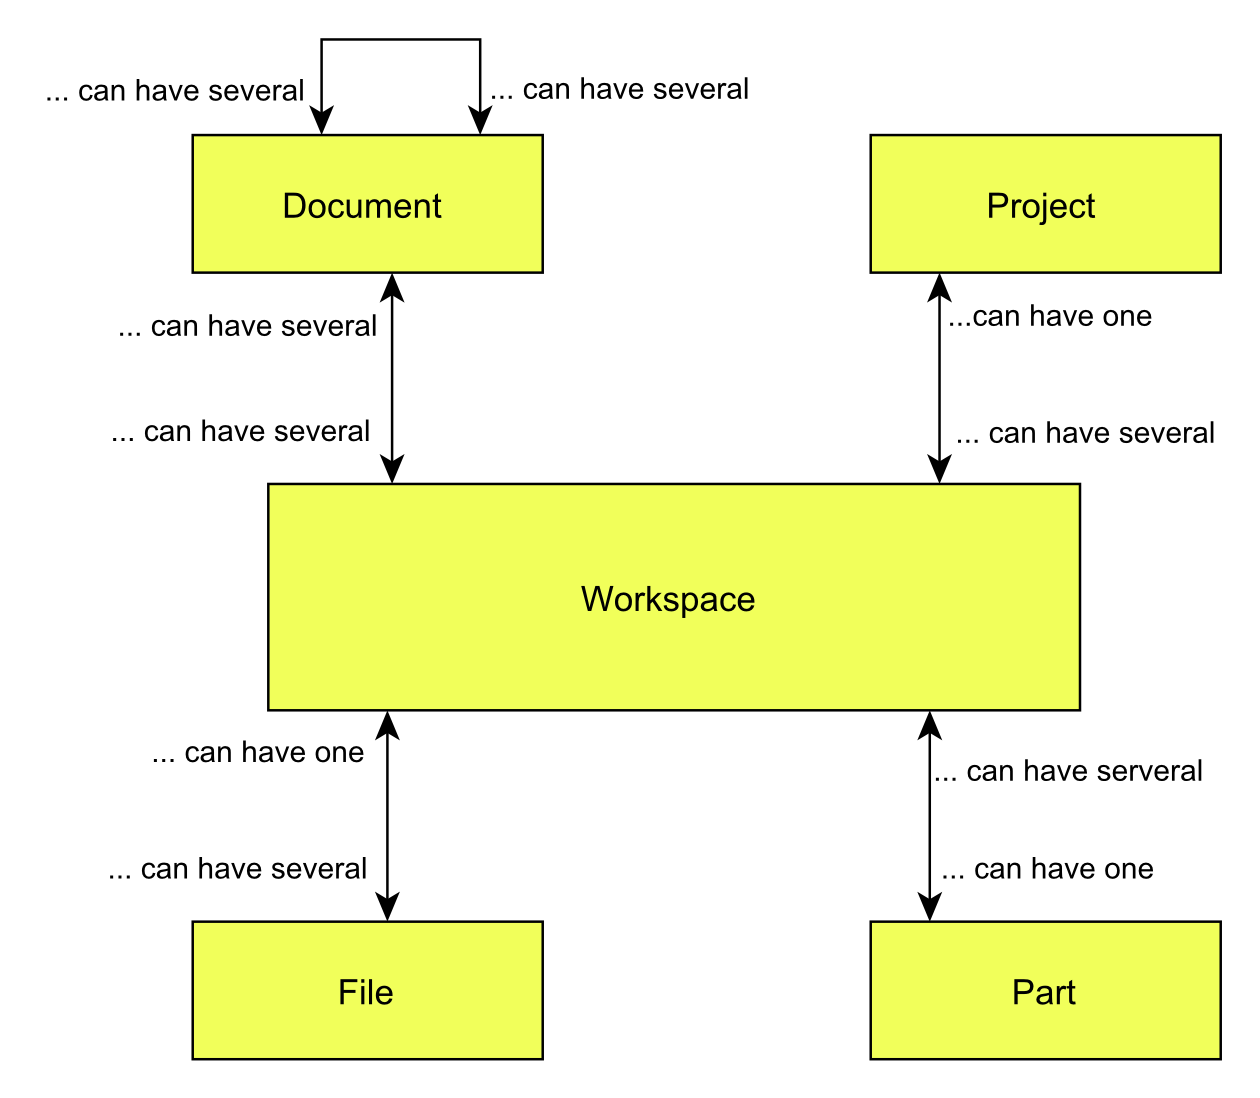 ... can have several
... can have several
Document
Project
... can have several
...can have one
... can have several
... can have several
Workspace
... can have one
... can have serveral
... can have several
... can have one
File
Part